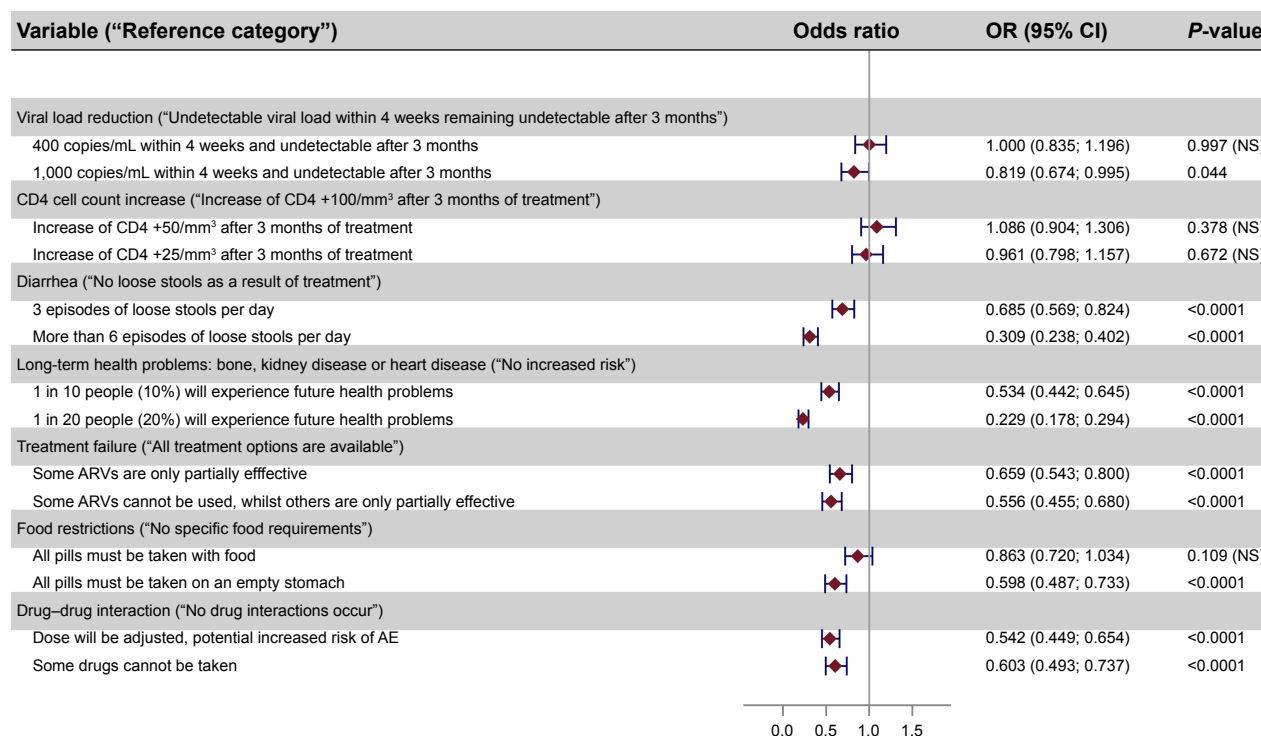 Variable (“Reference category”) Odds ratio OR (95% CI) P-value
Viral load reduction (“Undetectable viral load within 4 weeks remaining undetectable after 3 months”)
400 copies/mL within 4 weeks and undetectable after 3 months 1.000 (0.835; 1.196) 0.997 (NS)
1,000 copies/mL within 4 weeks and undetectable after 3 months 0.819 (0.674; 0.995) 0.044
CD4 cell count increase (“Increase of CD4 +100/mm³ after 3 months of treatment”)
Increase of CD4 +50/mm³ after 3 months of treatment 1.086 (0.904; 1.306) 0.378 (NS)
Increase of CD4 +25/mm³ after 3 months of treatment 0.961 (0.798; 1.157) 0.672 (NS)
Diarrhea (“No loose stools as a result of treatment”)
3 episodes of loose stools per day 0.685 (0.569; 0.824) <0.0001
More than 6 episodes of loose stools per day 0.309 (0.238; 0.402) <0.0001
Long-term health problems: bone, kidney disease or heart disease (“No increased risk”)
1 in 10 people (10%) will experience future health problems 0.534 (0.442; 0.645) <0.0001
1 in 20 people (20%) will experience future health problems 0.229 (0.178; 0.294) <0.0001
Treatment failure (“All treatment options are available”)
Some ARVs are only partially efffective 0.659 (0.543; 0.800) <0.0001
Some ARVs cannot be used, whilst others are only partially effective 0.556 (0.455; 0.680) <0.0001
Food restrictions (“No specific food requirements”)
All pills must be taken with food 0.863 (0.720; 1.034) 0.109 (NS)
All pills must be taken on an empty stomach 0.598 (0.487; 0.733) <0.0001
Drug–drug interaction (“No drug interactions occur”)
Dose will be adjusted, potential increased risk of AE 0.542 (0.449; 0.654) <0.0001
Some drugs cannot be taken 0.603 (0.493; 0.737) <0.0001
0.0 0.5 1.0 1.5